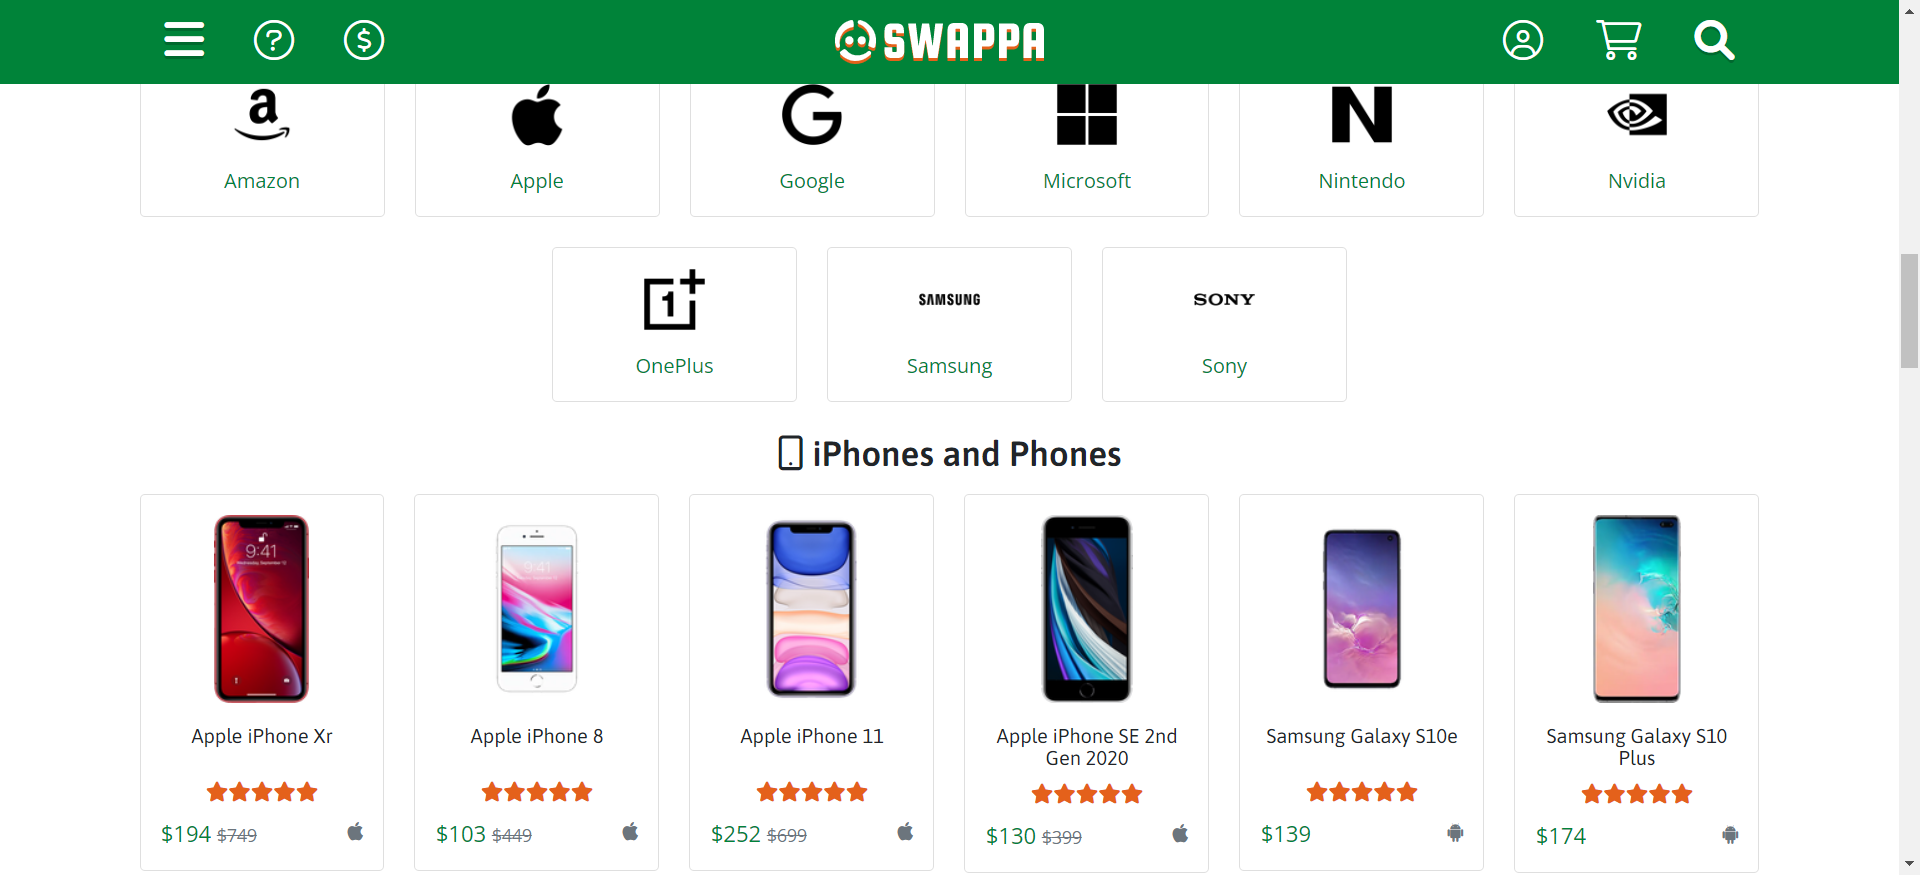 SWAPPA
Amazon
Apple
Google
Microsoft
Nintendo
Nvidia
OnePlus
SAMSUNG
Samsung
SONY
Sony
iPhones and Phones
9:41
Apple iPhone Xr
$194 $749
9:41
Apple iPhone 8
$103 $449
Apple iPhone 11
$252 $699
Apple iPhone SE 2nd
Gen 2020
$130 $399
Samsung Galaxy S10e
$139
Samsung Galaxy S10
Plus
$174